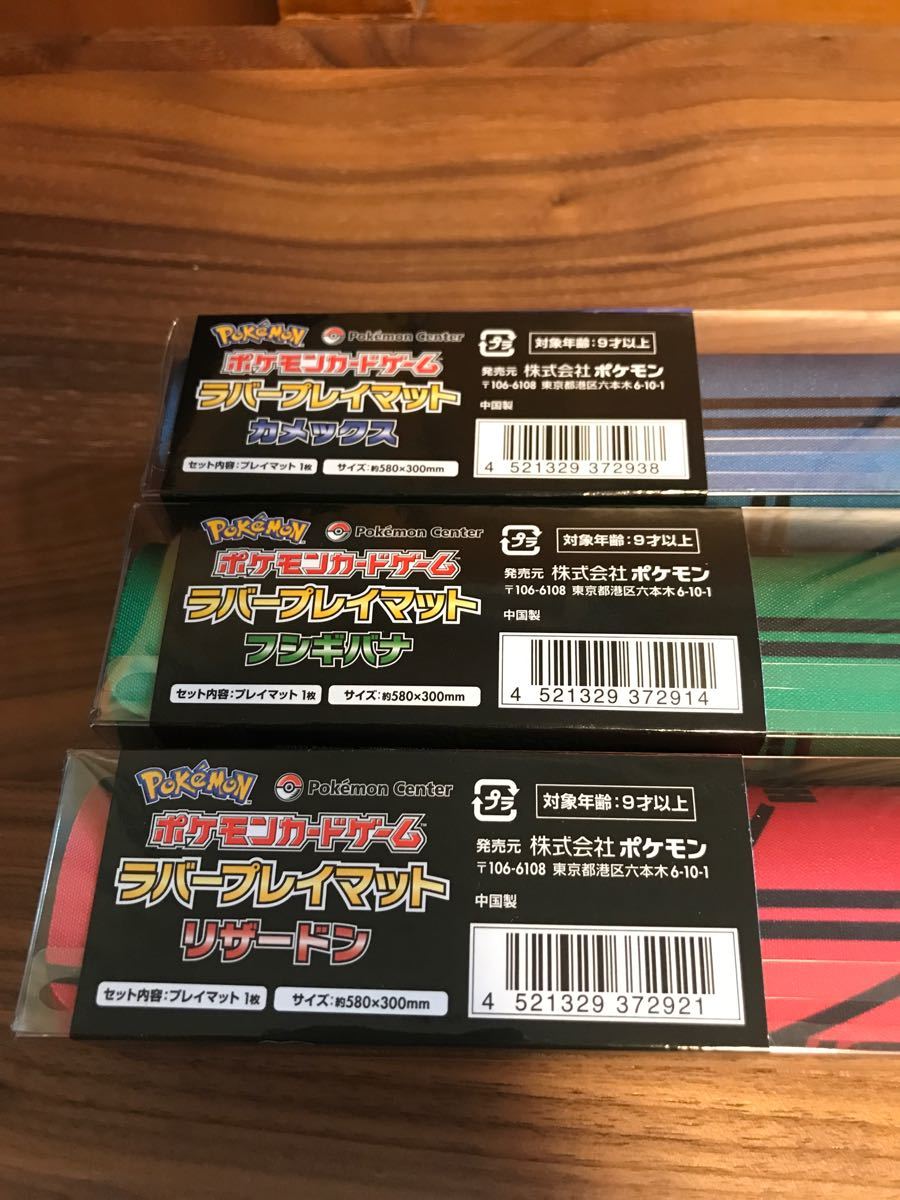 POKÉMON Pokémon Center
ポケモンカードゲーム
ラバープレイマット
カメックス
セット内容:プレイマット 1枚 サイズ:約580×300mm
プラ 対象年齢:9才以上
発売元 株式会社 ポケモン
〒106-6108 東京都港区六本木6-10-1
中国製
4 521329 372938
POKÉMON Pokémon Center
ポケモンカードゲーム
ラバープレイマット
フシギバナ
セット内容:プレイマット 1枚 サイズ:約580×300mm
プラ 対象年齢:9才以上
発売元 株式会社 ポケモン
〒106-6108 東京都港区六本木6-10-1
中国製
4 521329 372914
POKÉMON Pokémon Center
ポケモンカードゲーム
ラバープレイマット
リザードン
セット内容:プレイマット 1枚 サイズ:約580×300mm
プラ 対象年齢:9才以上
発売元 株式会社 ポケモン
〒106-6108 東京都港区六本木6-10-1
中国製
4 521329 372921